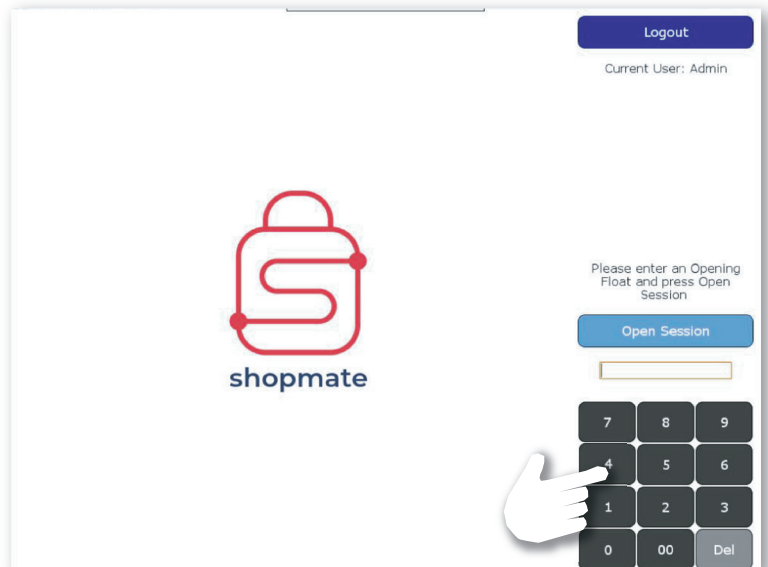 Logout
Current User: Admin
Please enter an Opening
Float and press Open
Session
Open Session
shopmate
7 8 9
4 5 6
1 2 3
0 00 Del